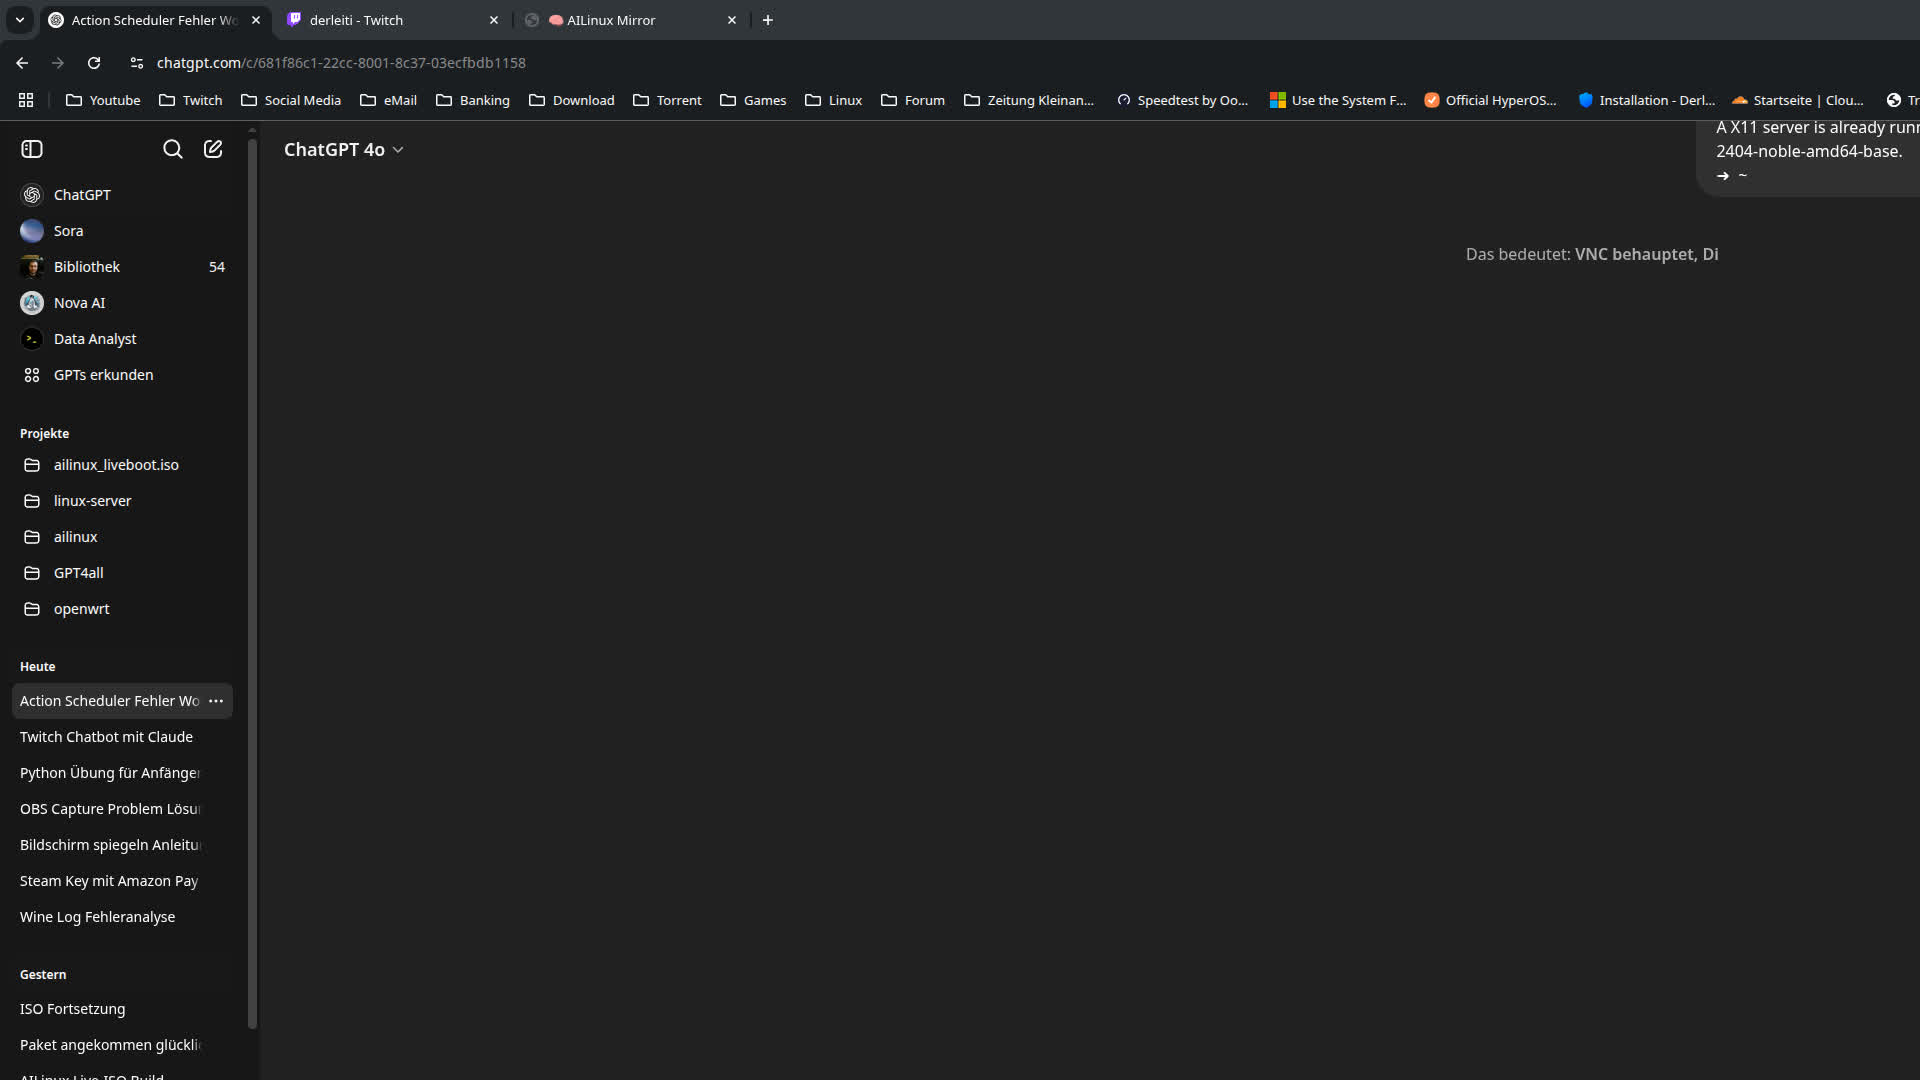 Action Scheduler Fehler Wo
derleiti - Twitch
AILinux Mirror
chatgpt.com/c/681f86c1-22cc-8001-8c37-03ecfbdb1158
Youtube
Twitch
Social Media
eMail
Banking
Download
Torrent
Games
Linux
Forum
Zeitung Kleinan...
Speedtest by Oo...
Use the System F...
Official HyperOS...
Installation - Derl...
Startseite | Clou...
Tr
ChatGPT 4o
A X11 server is already runn
2404-noble-amd64-base.
➜ ~
Das bedeutet: VNC behauptet, Di
ChatGPT
Sora
Bibliothek 54
Nova AI
Data Analyst
GPTs erkunden
Projekte
ailinux_liveboot.iso
linux-server
ailinux
GPT4all
openwrt
Heute
Action Scheduler Fehler Wo
Twitch Chatbot mit Claude
Python Übung für Anfänger
OBS Capture Problem Lösu
Bildschirm spiegeln Anleitu
Steam Key mit Amazon Pay
Wine Log Fehleranalyse
Gestern
ISO Fortsetzung
Paket angekommen glückli
AILinux Live ISO Build